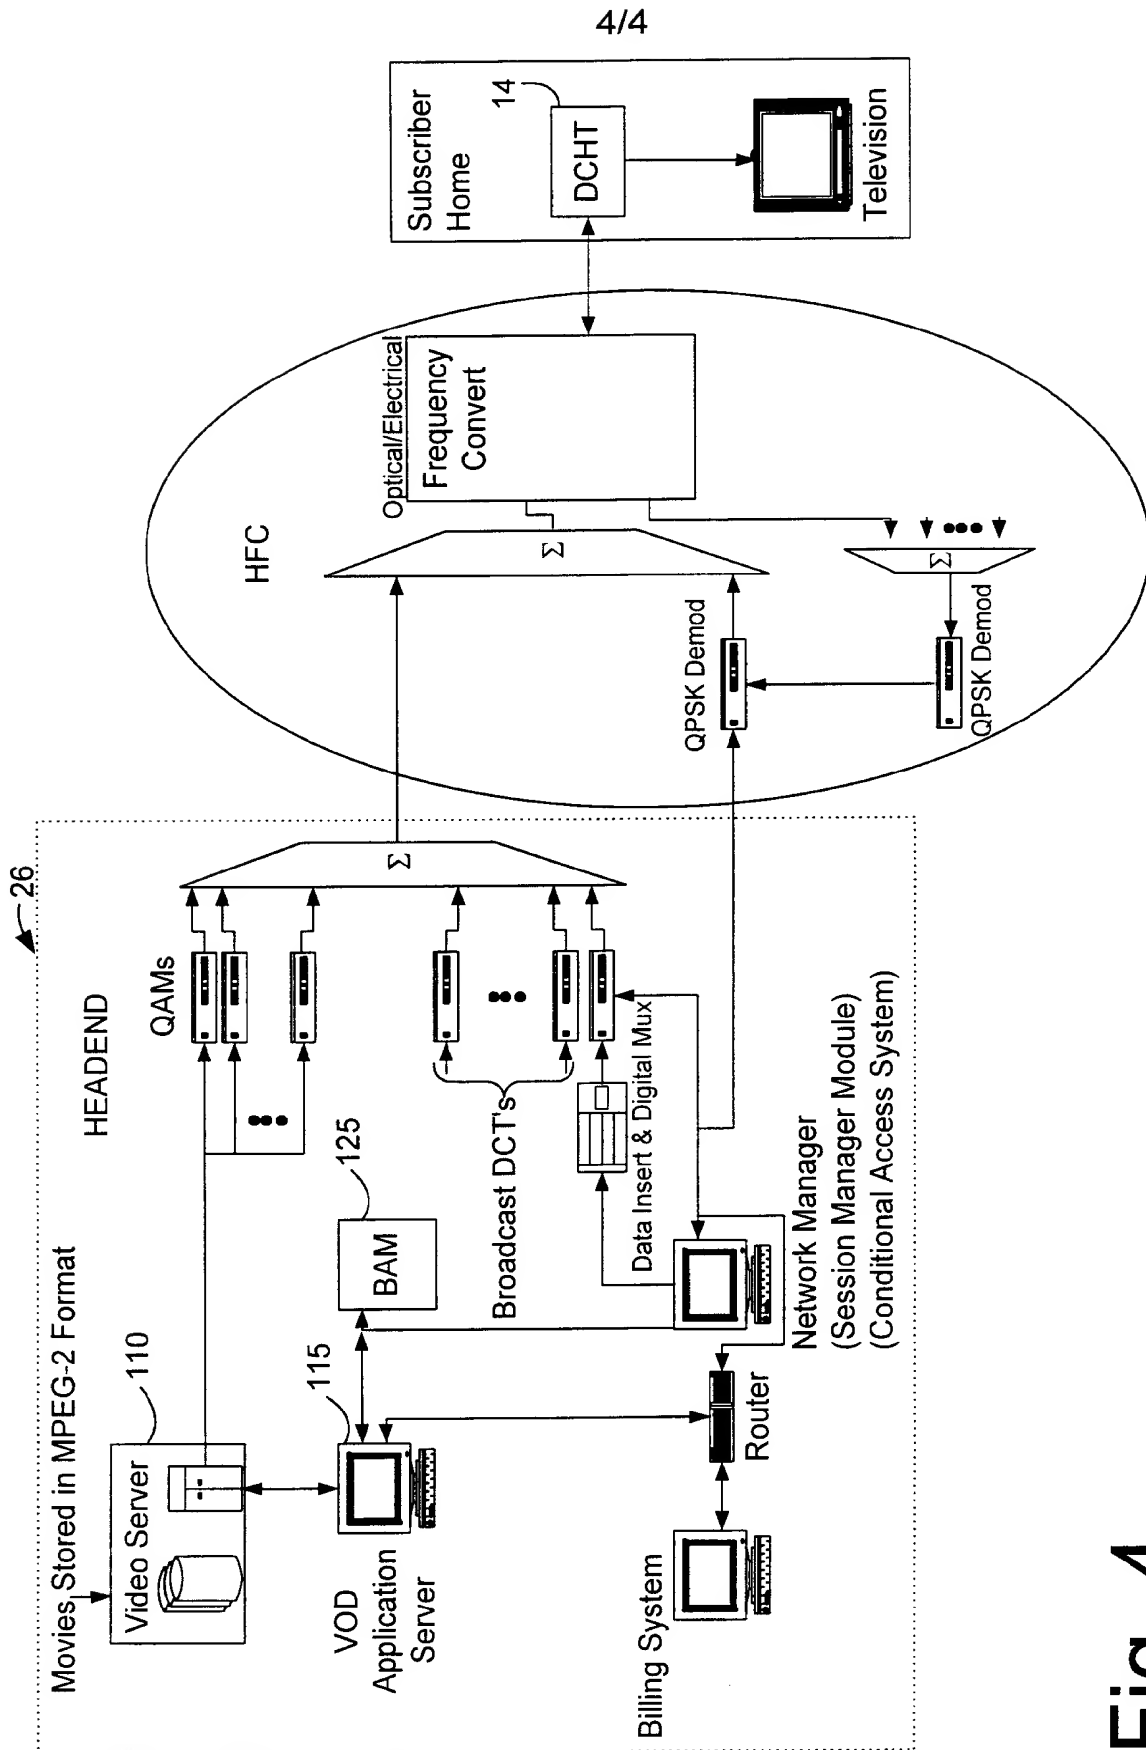 4/4
26
Movies Stored in MPEG-2 Format
HEADEND
Video Server
110
QAMs
Σ
VOD
Application
Server
115
BAM
125
Broadcast DCT's
Data Insert & Digital Mux
Billing System
Router
Network Manager
(Session Manager Module)
(Conditional Access System)
HFC
Σ
Optical/Electrical
Frequency
Convert
QPSK Demod
Σ
QPSK Demod
Subscriber
Home
14
DCHT
Television
Fig. 4